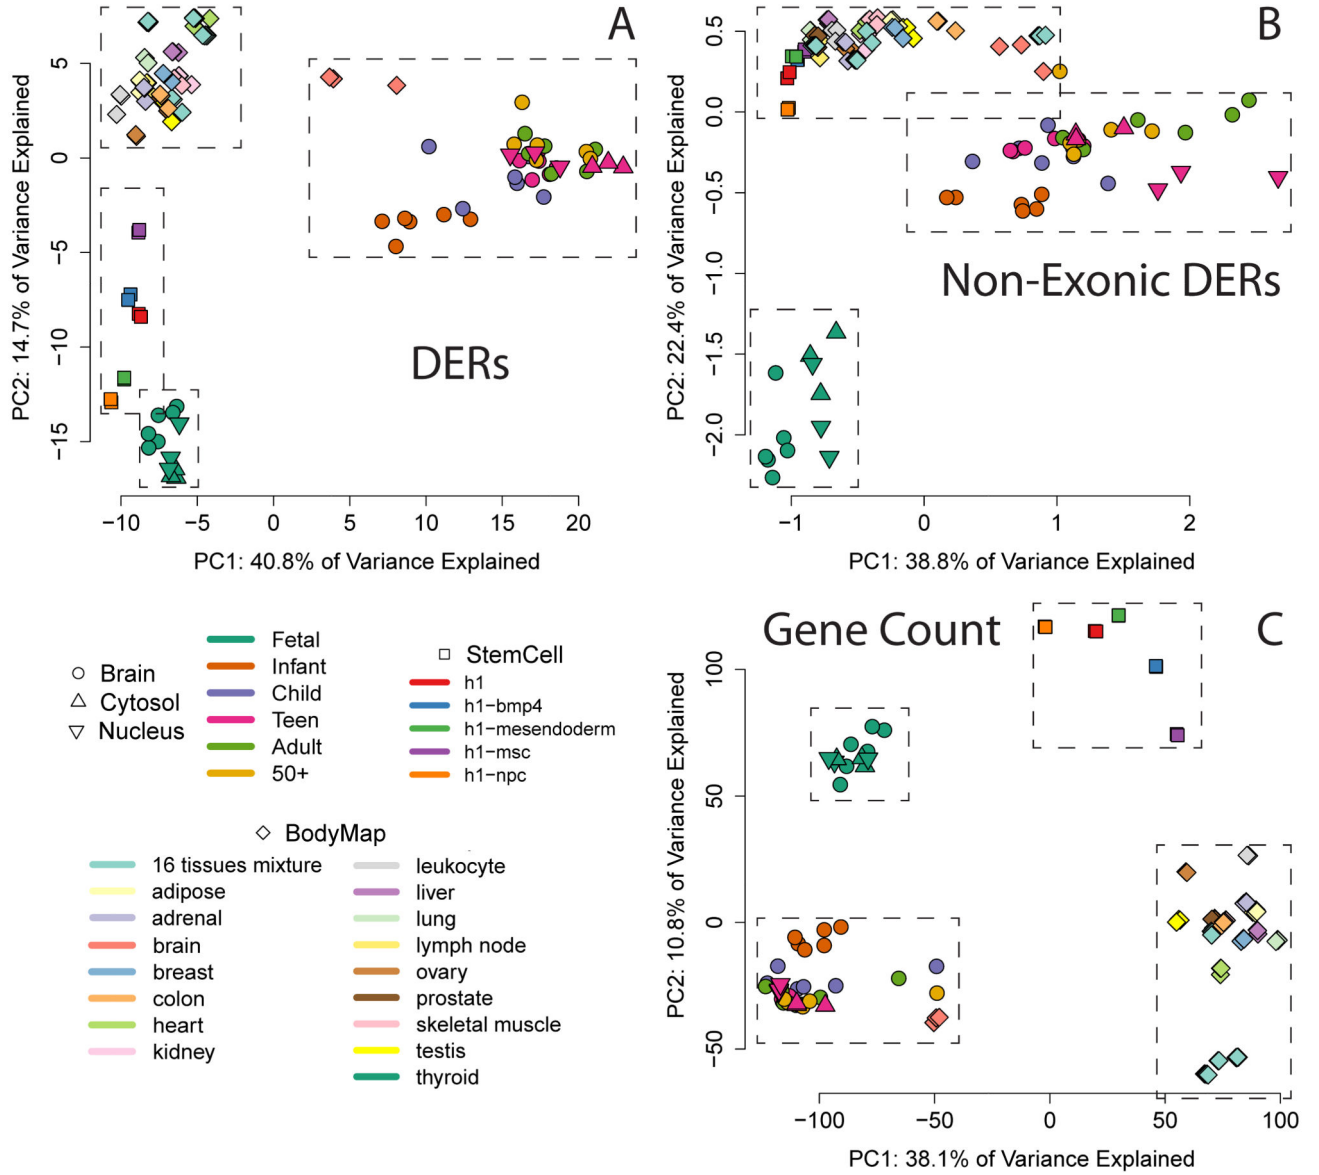 A
PC2: 14.7% of Variance Explained
5
0
−5
−10
−15
DERs
−10
−5
0
5
10
15
20
PC1: 40.8% of Variance Explained
B
PC2: 22.4% of Variance Explained
0.5
0.0
−0.5
−1.0
−1.5
−2.0
Non-Exonic DERs
−1
0
1
2
PC1: 38.8% of Variance Explained
Brain
Cytosol
Nucleus
Fetal
Infant
Child
Teen
Adult
50+
StemCell
h1
h1−bmp4
h1−mesendoderm
h1−msc
h1−npc
BodyMap
16 tissues mixture
adipose
adrenal
brain
breast
colon
heart
kidney
leukocyte
liver
lung
lymph node
ovary
prostate
skeletal muscle
testis
thyroid
Gene Count
C
PC2: 10.8% of Variance Explained
100
50
0
−50
−100
−50
0
50
100
PC1: 38.1% of Variance Explained